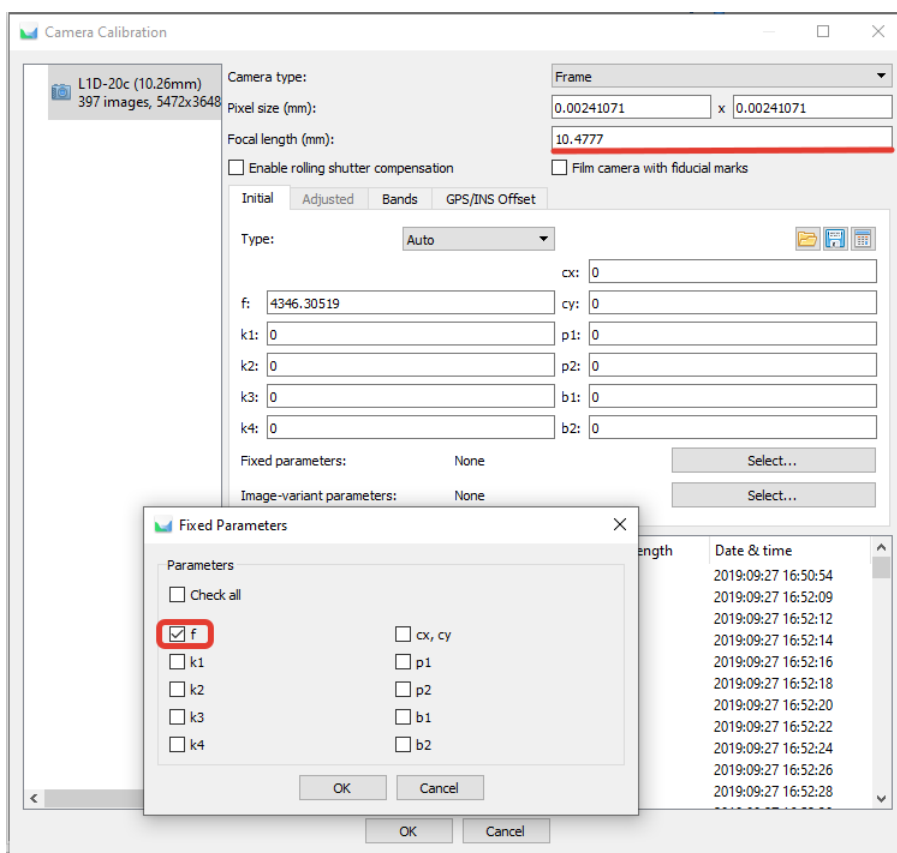 Camera Calibration
L1D-20c (10.26mm)
397 images, 5472x3648
Camera type: Frame
Pixel size (mm): 0.00241071 x 0.00241071
Focal length (mm): 10.4777
Enable rolling shutter compensation Film camera with fiducial marks
Initial Adjusted Bands GPS/INS Offset
Type: Auto
cx: 0
f: 4346.30519 cy: 0
k1: 0 p1: 0
k2: 0 p2: 0
k3: 0 b1: 0
k4: 0 b2: 0
Fixed parameters: None Select...
Image-variant parameters: None Select...
Fixed Parameters
Parameters
Check all
f cx, cy
k1 p1
k2 p2
k3 b1
k4 b2
OK Cancel
ength Date & time
2019:09:27 16:50:54
2019:09:27 16:52:09
2019:09:27 16:52:12
2019:09:27 16:52:14
2019:09:27 16:52:16
2019:09:27 16:52:18
2019:09:27 16:52:20
2019:09:27 16:52:22
2019:09:27 16:52:24
2019:09:27 16:52:26
2019:09:27 16:52:28
OK Cancel